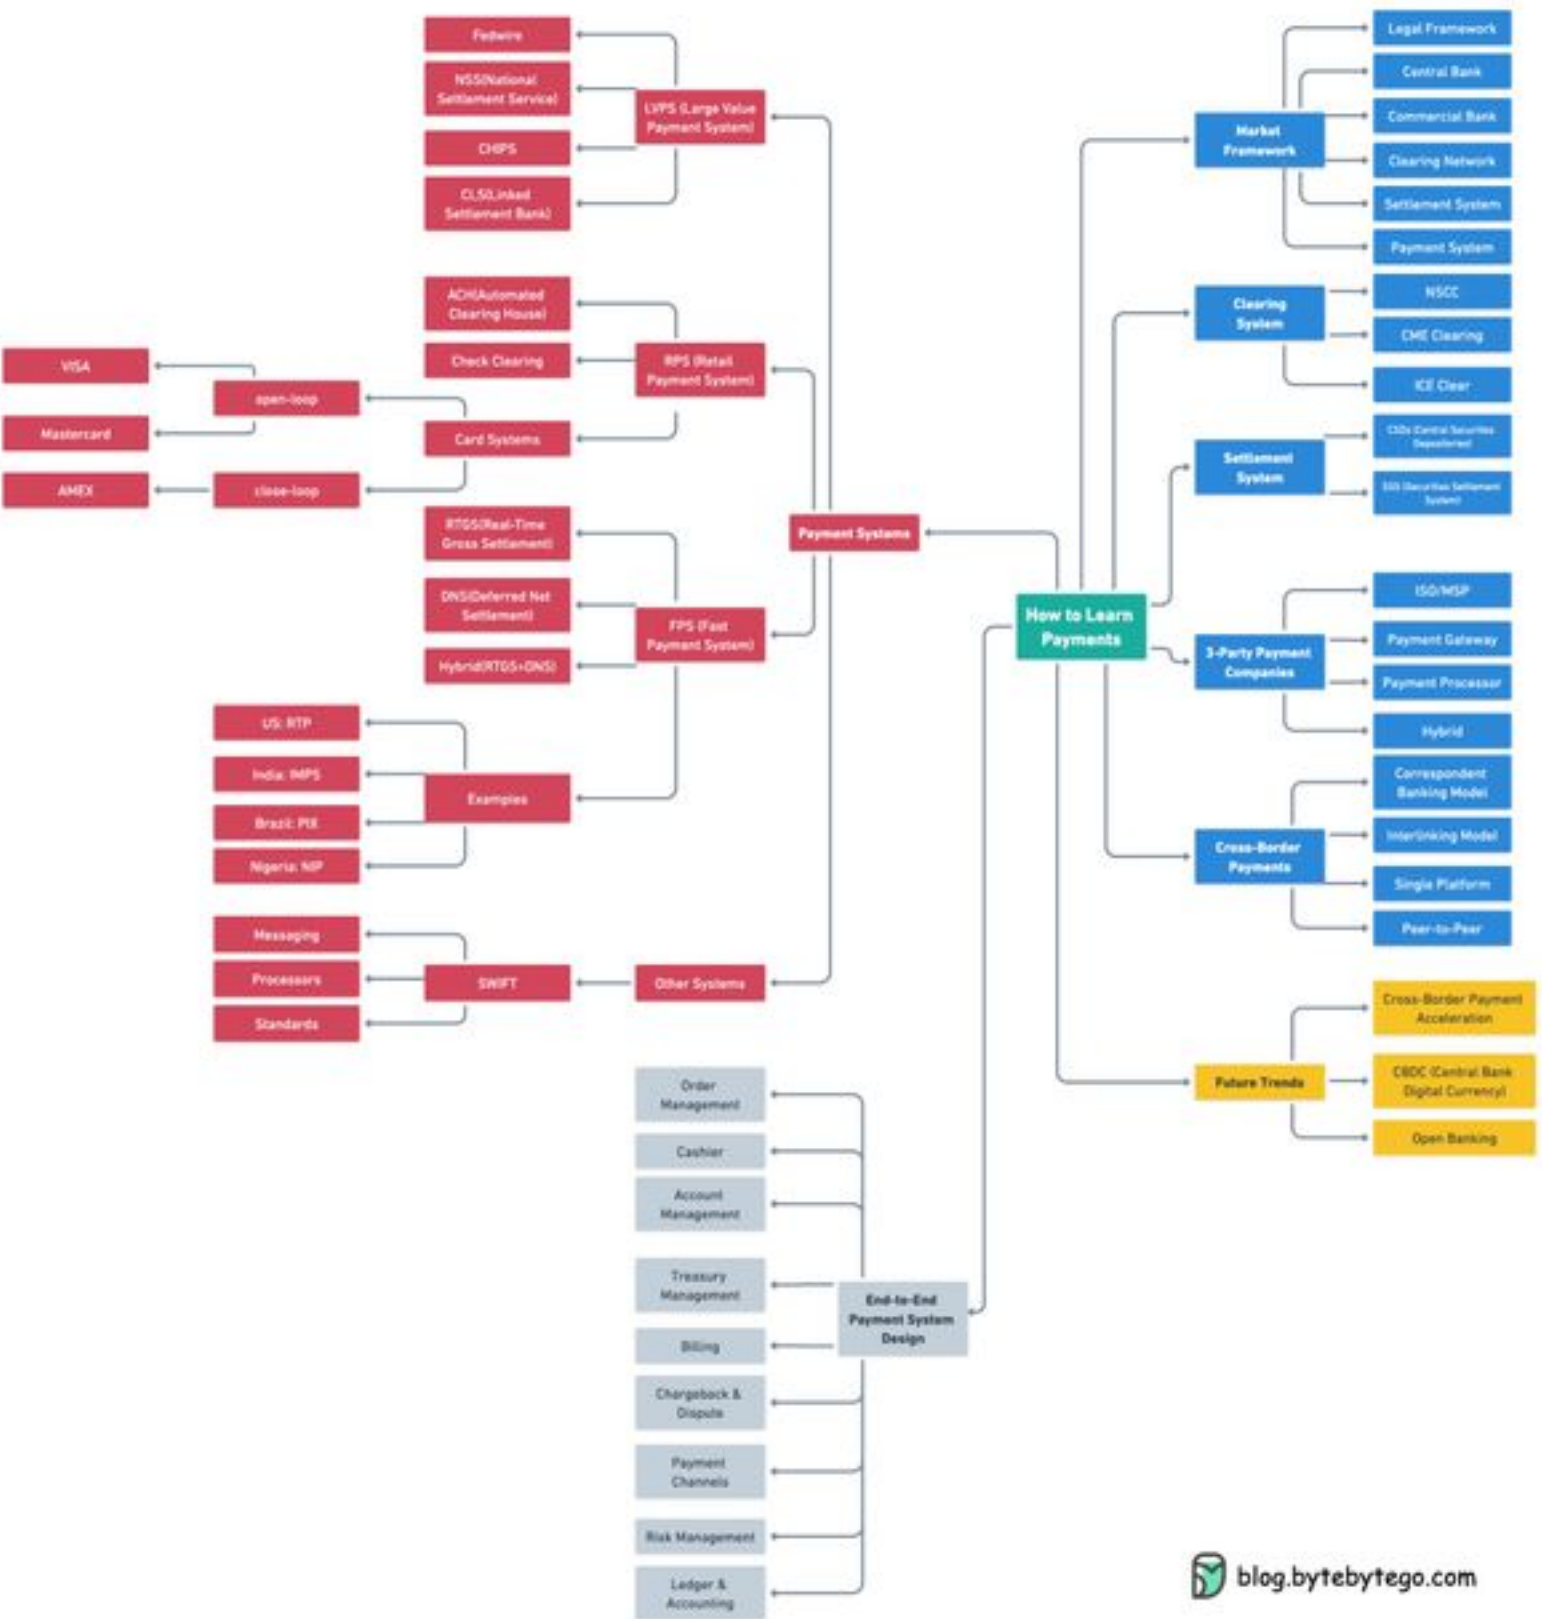 Fedwire
NSS(National
Settlement Service)
CHIPS
CLS(Linked
Settlement Bank)
LVPS (Large Value
Payment System)
ACH(Automated
Clearing House)
Check Clearing
Card Systems
RPS (Retail
Payment System)
VISA
Mastercard
AMEX
open-loop
close-loop
RTGS(Real-Time
Gross Settlement)
DNS(Deferred Net
Settlement)
Hybrid(RTGS+DNS)
FPS (Fast
Payment System)
US: RTP
India: IMPS
Brazil: PIX
Nigeria: NIP
Examples
Messaging
Processors
Standards
SWIFT
Other Systems
Payment Systems
How to Learn
Payments
Market
Framework
Legal Framework
Central Bank
Commercial Bank
Clearing Network
Settlement System
Payment System
Clearing
System
NSCC
CME Clearing
ICE Clear
Settlement
System
CSDs (Central Securities
Depositories)
SSS (Securities Settlement
System)
3-Party Payment
Companies
ISO/MSP
Payment Gateway
Payment Processor
Hybrid
Cross-Border
Payments
Correspondent
Banking Model
Interlinking Model
Single Platform
Peer-to-Peer
Future Trends
Cross-Border Payment
Acceleration
CBDC (Central Bank
Digital Currency)
Open Banking
Order
Management
Cashier
Account
Management
Treasury
Management
Billing
Chargeback &
Dispute
Payment
Channels
Risk Management
Ledger &
Accounting
End-to-End
Payment System
Design
blog.bytebytego.com